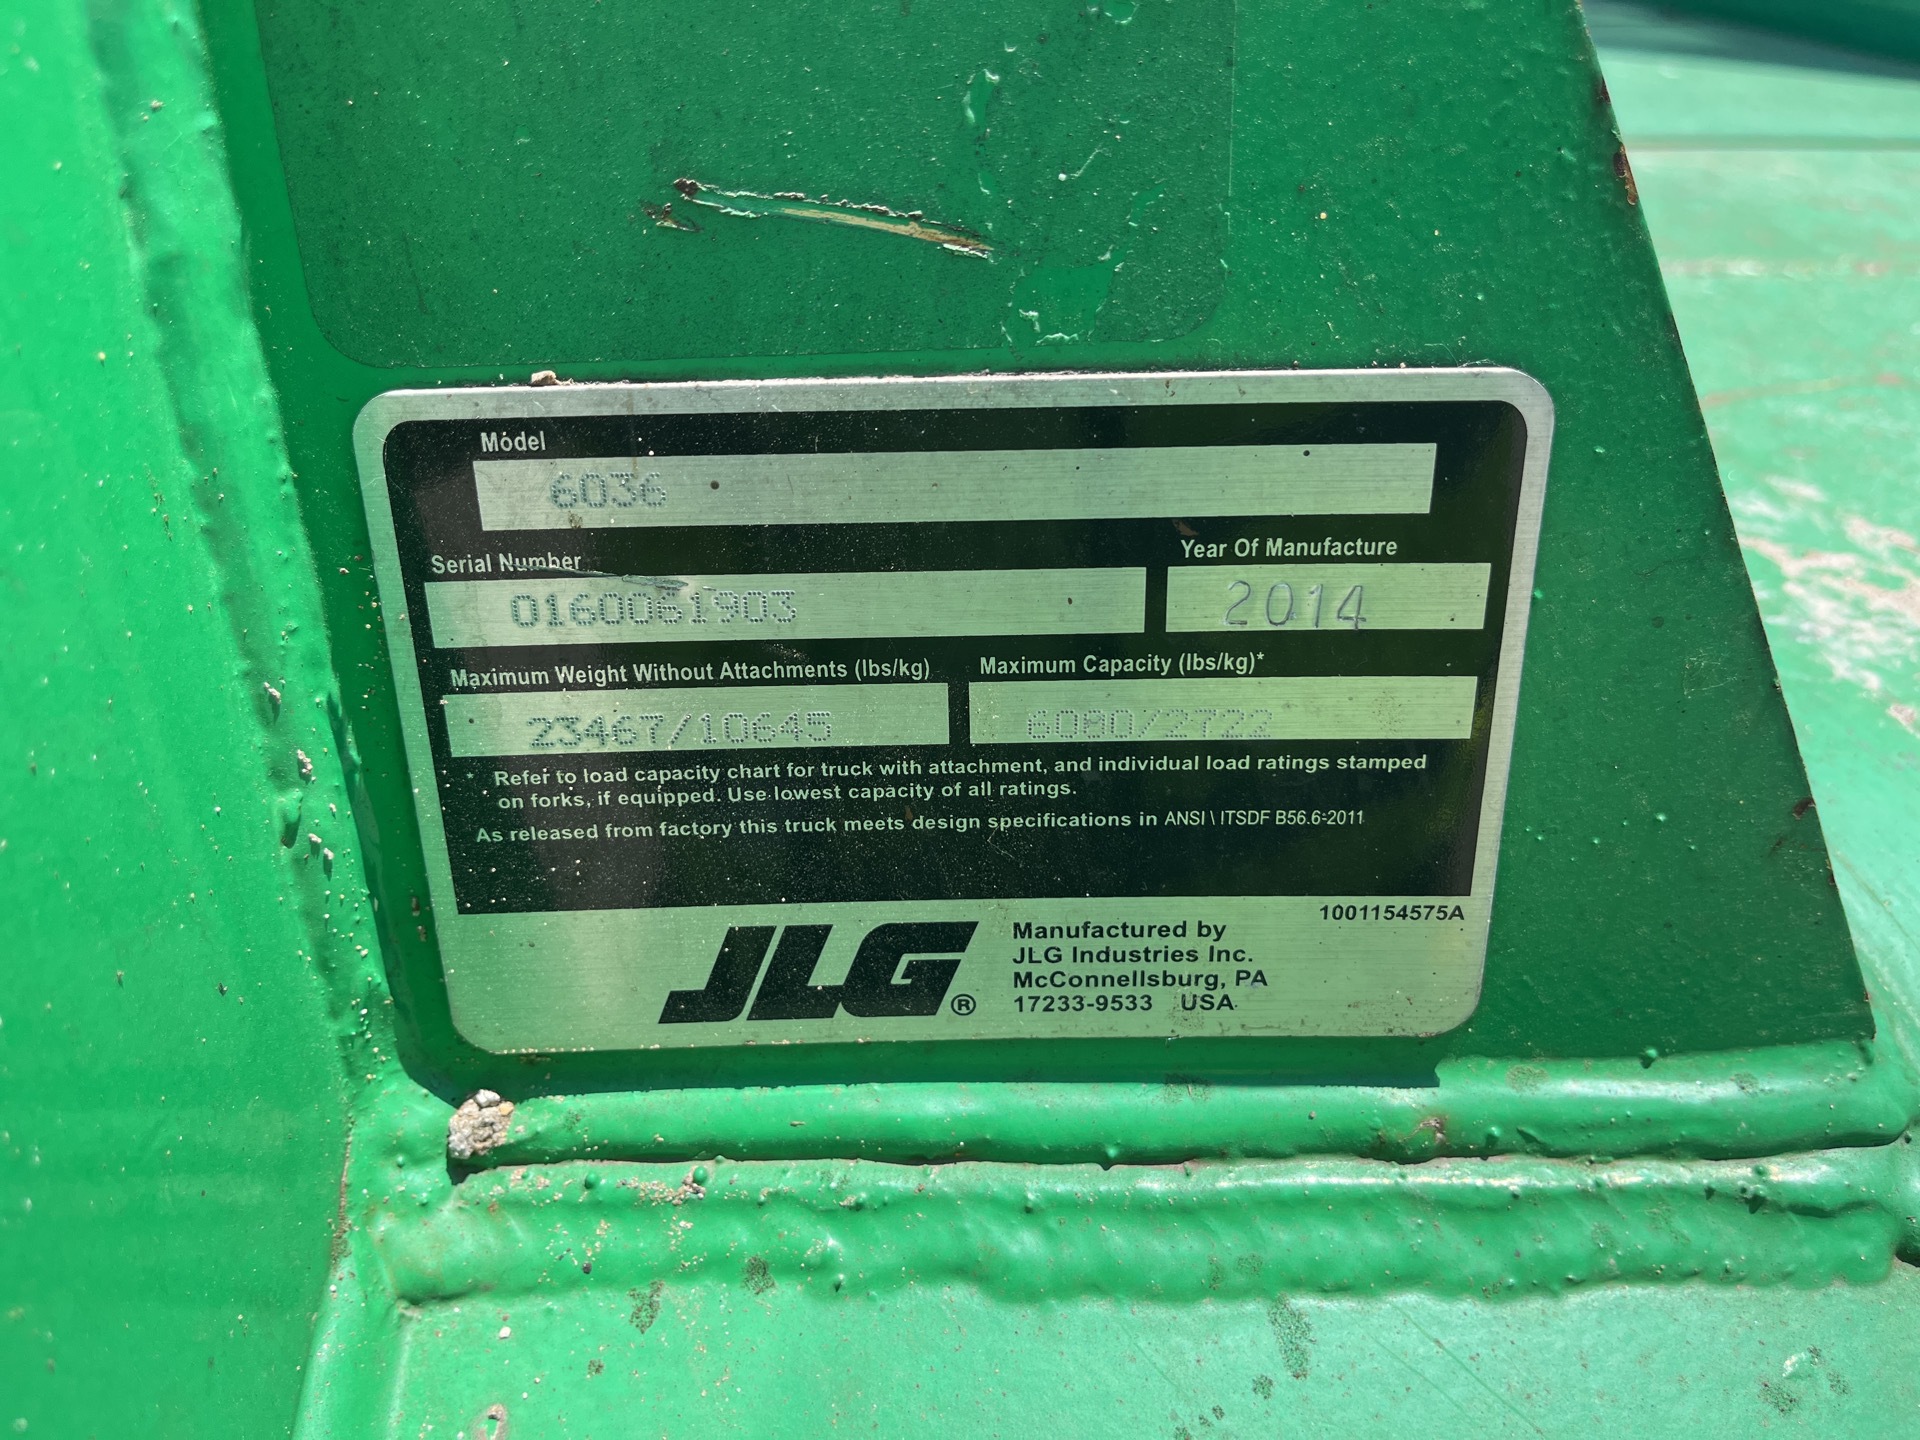 Model
6036
Serial Number
0160061903
Year Of Manufacture
2014
Maximum Weight Without Attachments (lbs/kg)
23467/10645
Maximum Capacity (lbs/kg)*
6080/2722
* Refer to load capacity chart for truck with attachment, and individual load ratings stamped
on forks, if equipped. Use lowest capacity of all ratings.
As released from factory this truck meets design specifications in ANSI \ ITSDF B56.6-2011
1001154575A
JLG®
Manufactured by
JLG Industries Inc.
McConnellsburg, PA
17233-9533 USA